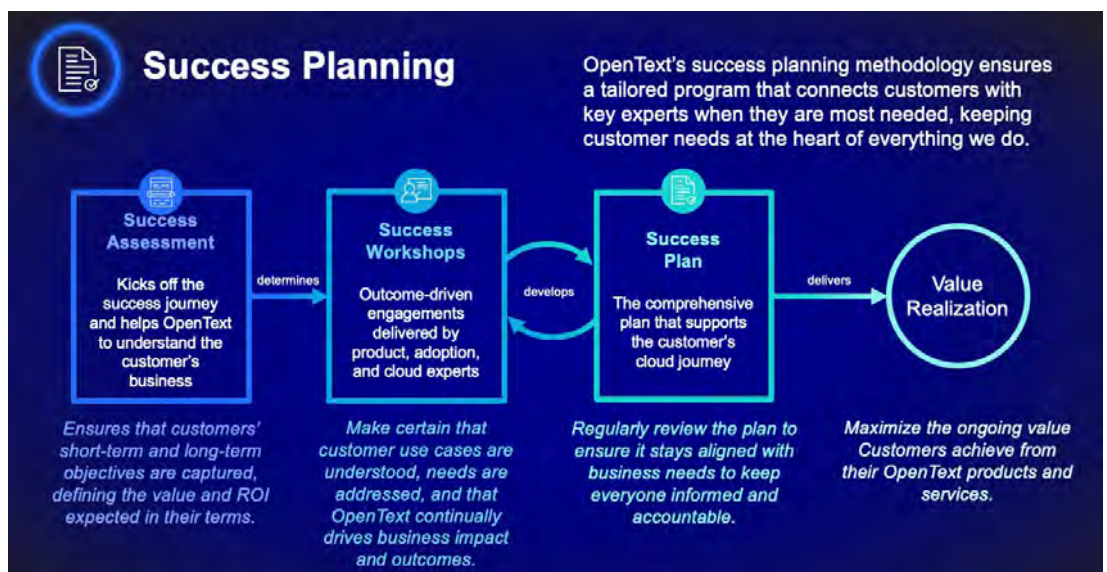 Success Planning
OpenText's success planning methodology ensures
a tailored program that connects customers with
key experts when they are most needed, keeping
customer needs at the heart of everything we do.
Success
Assessment
Kicks off the
success journey
and helps OpenText
to understand the
customer's
business
determines
Success
Workshops
Outcome-driven
engagements
delivered by
product, adoption,
and cloud experts
develops
Success
Plan
The comprehensive
plan that supports
the customer's
cloud journey
delivers
Value
Realization
Ensures that customers'
short-term and long-term
objectives are captured,
defining the value and ROI
expected in their terms.
Make certain that
customer use cases are
understood, needs are
addressed, and that
OpenText continually
drives business impact
and outcomes.
Regularly review the plan to
ensure it stays aligned with
business needs to keep
everyone informed and
accountable.
Maximize the ongoing value
Customers achieve from
their OpenText products and
services.